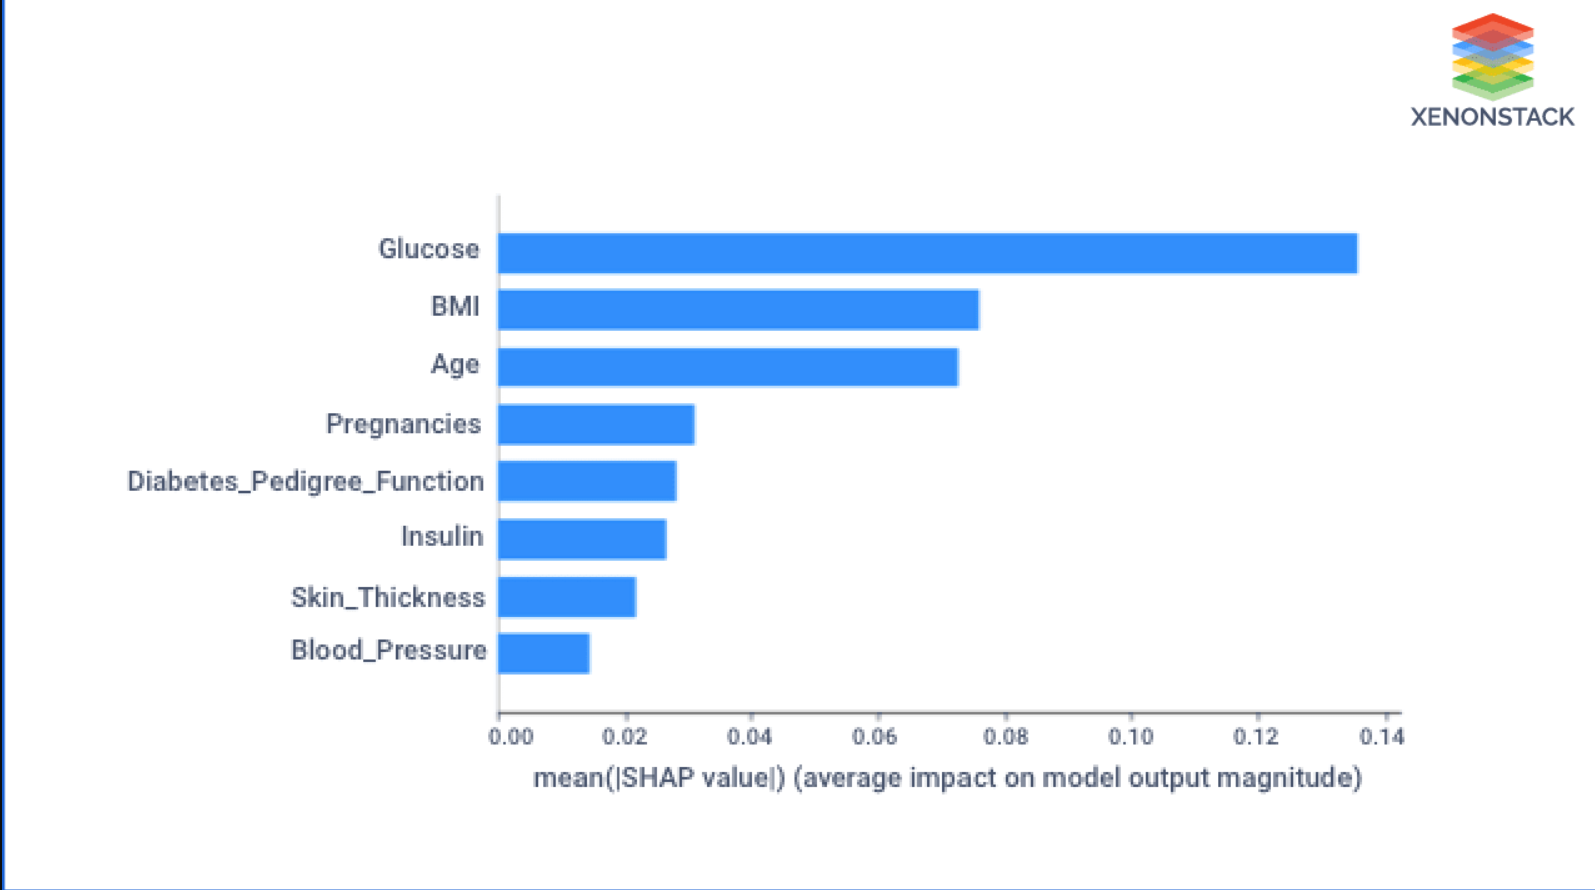 XENONSTACK
Glucose
BMI
Age
Pregnancies
Diabetes_Pedigree_Function
Insulin
Skin_Thickness
Blood_Pressure
0.00 0.02 0.04 0.06 0.08 0.10 0.12 0.14
mean(|SHAP value|) (average impact on model output magnitude)